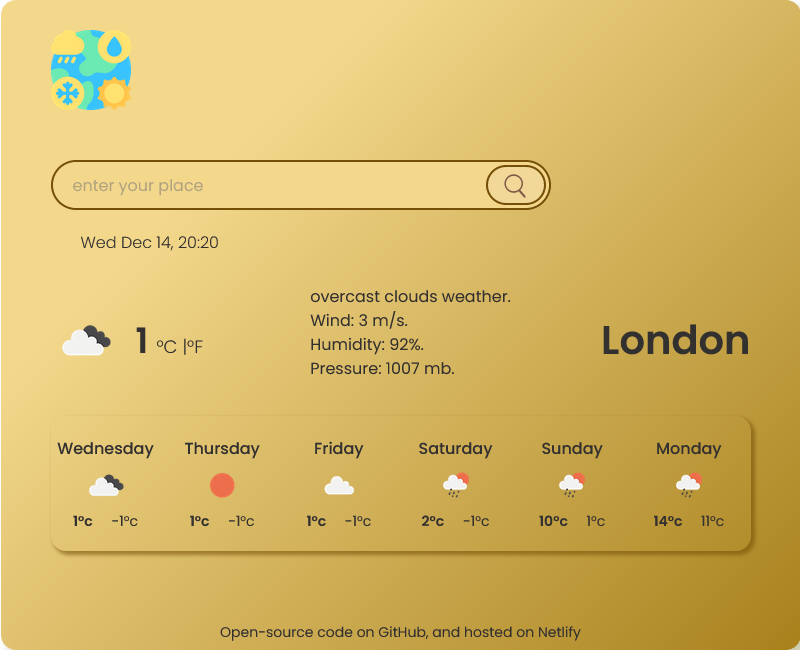 enter your place
Wed Dec 14, 20:20
overcast clouds weather.
Wind: 3 m/s.
Humidity: 92%.
Pressure: 1007 mb.
1 °C |°F
London
Wednesday Thursday Friday Saturday Sunday Monday
1°c -1°c 1°c -1°c 1°c -1°c 2°c -1°c 10°c 1°c 14°c 11°c
Open-source code on GitHub, and hosted on Netlify